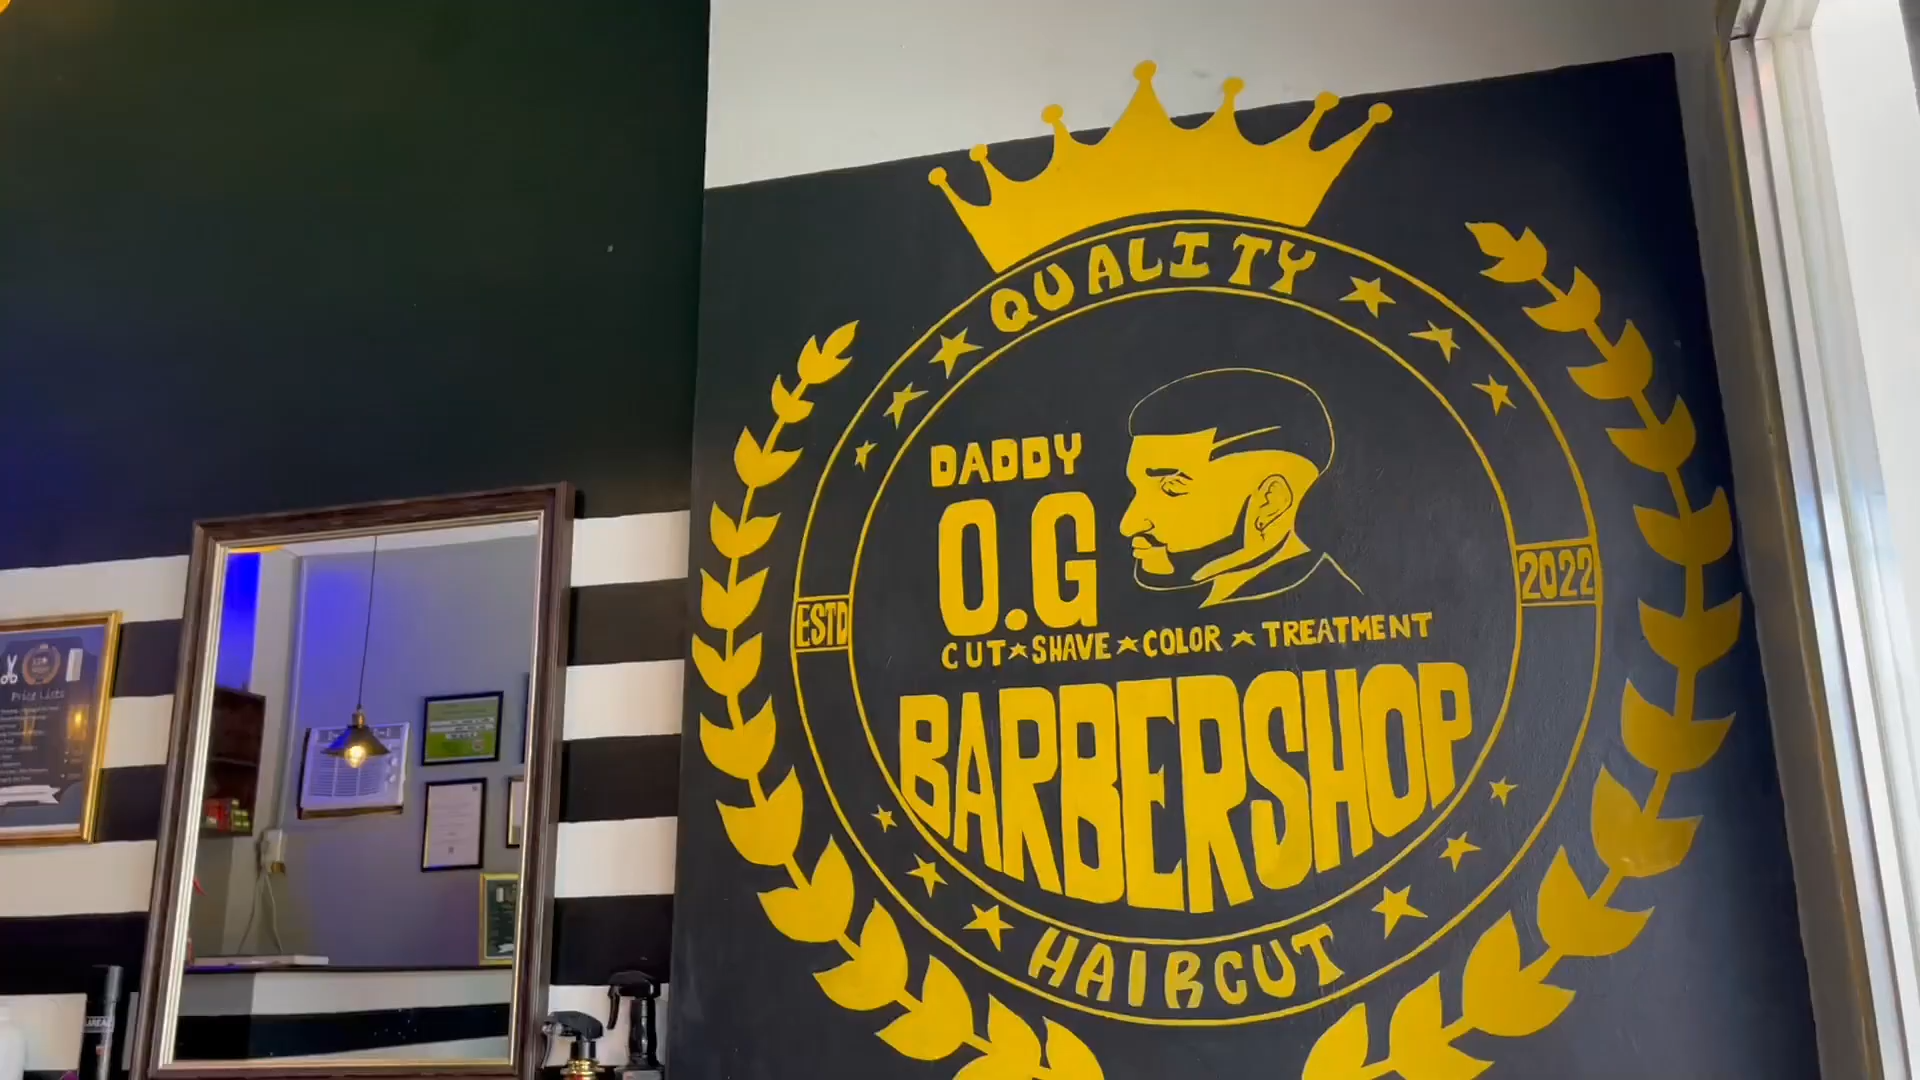 QUALITY
DADDY
O.G
ESTD
2022
CUT★SHAVE★COLOR★TREATMENT
BARBERSHOP
HAIRCUT
Price Lists